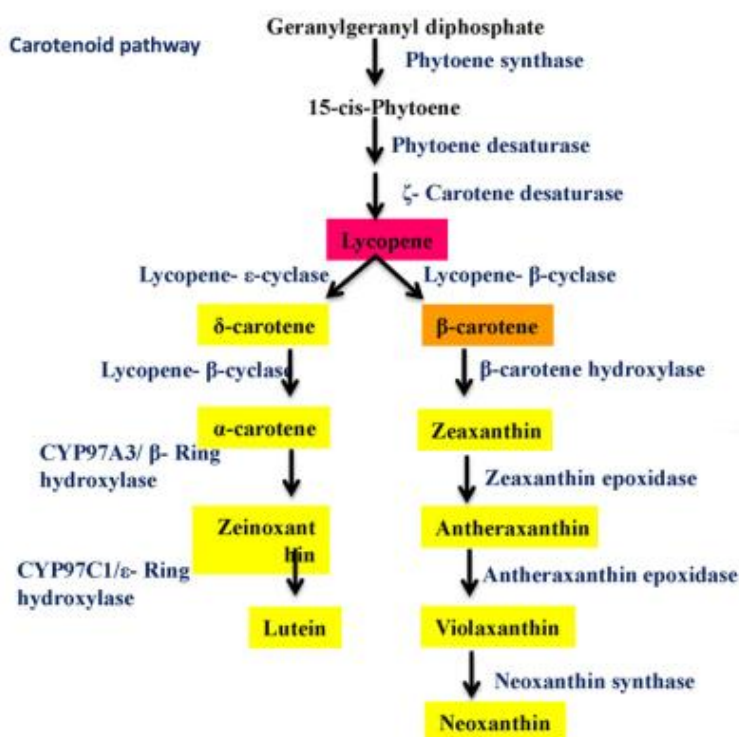 Geranylgeranyl diphosphate
Carotenoid pathway
Phytoene synthase
15-cis-Phytoene
Phytoene desaturase
ζ- Carotene desaturase
Lycopene
Lycopene- ε-cyclase
Lycopene- β-cyclase
δ-carotene
β-carotene
Lycopene- β-cyclase
β-carotene hydroxylase
α-carotene
Zeaxanthin
CYP97A3/ β- Ring
hydroxylase
Zeaxanthin epoxidase
Zeinoxant
hin
Antheraxanthin
CYP97C1/ε- Ring
hydroxylase
Antheraxanthin epoxidase
Lutein
Violaxanthin
Neoxanthin synthase
Neoxanthin